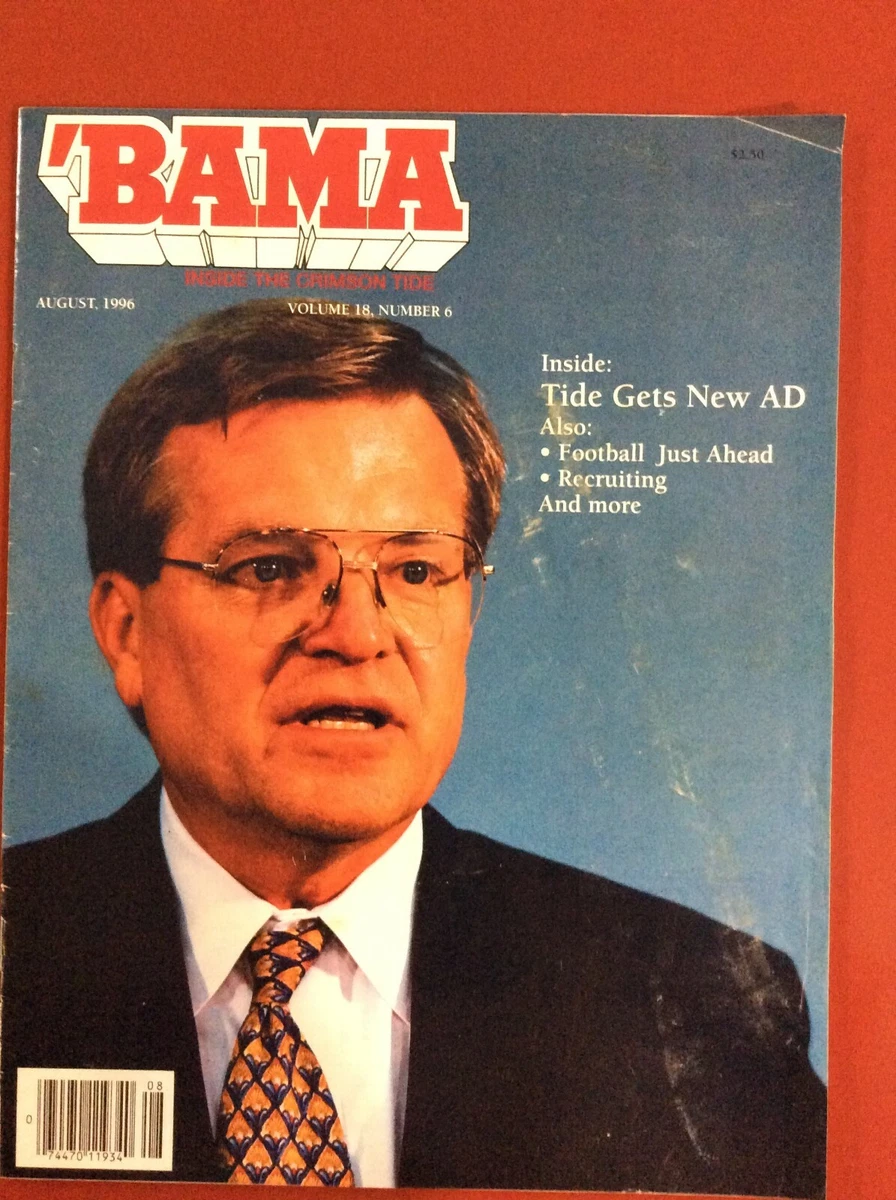 'BAMA
$2.50
INSIDE THE CRIMSON TIDE
AUGUST, 1996
VOLUME 18, NUMBER 6
Inside:
Tide Gets New AD
Also:
• Football Just Ahead
• Recruiting
And more
08
0
74470 11934